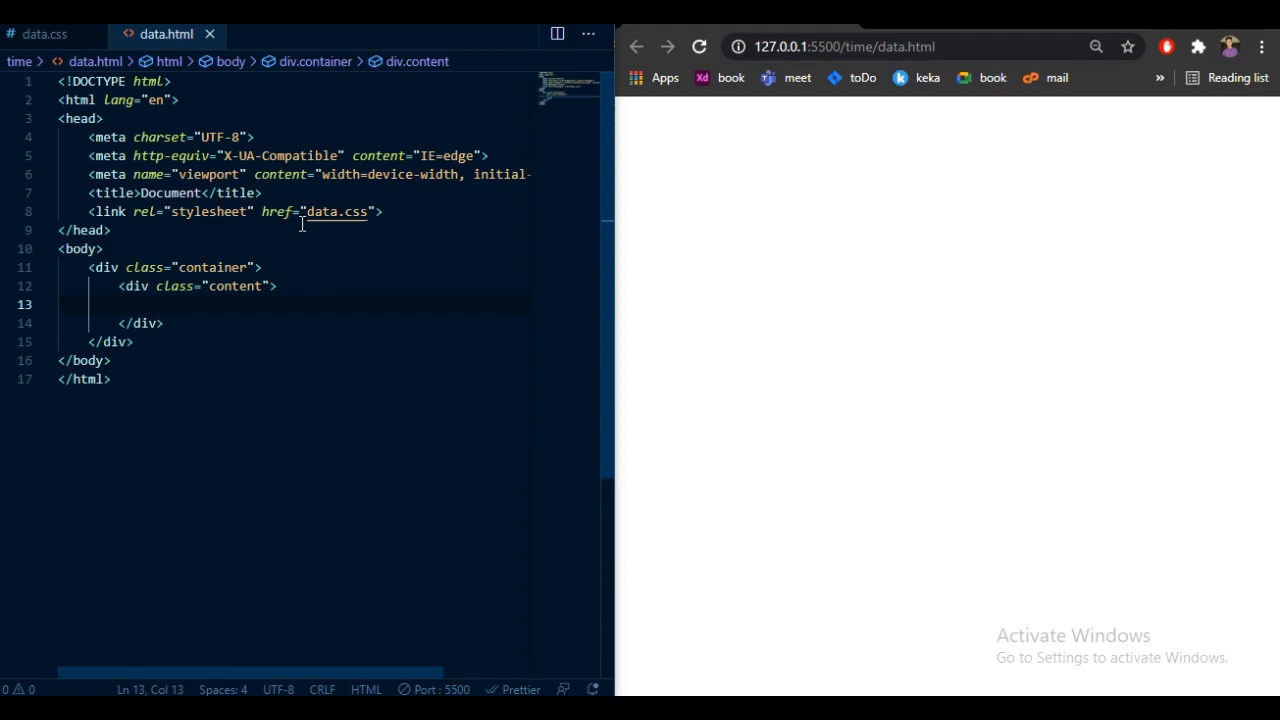 # data.css
<> data.html ×
time > <> data.html > html > body > div.container > div.content
1 <!DOCTYPE html>
2 <html lang="en">
3 <head>
4 <meta charset="UTF-8">
5 <meta http-equiv="X-UA-Compatible" content="IE=edge">
6 <meta name="viewport" content="width=device-width, initial-
7 <title>Document</title>
8 <link rel="stylesheet" href="data.css">
9 </head>
10 <body>
11 <div class="container">
12 <div class="content">
13
14 </div>
15 </div>
16 </body>
17 </html>
0 0 Ln 13, Col 13 Spaces: 4 UTF-8 CRLF HTML Port : 5500 Prettier
127.0.0.1:5500/time/data.html
Apps Xd book meet toDo k keka book cP mail » Reading list
Activate Windows
Go to Settings to activate Windows.